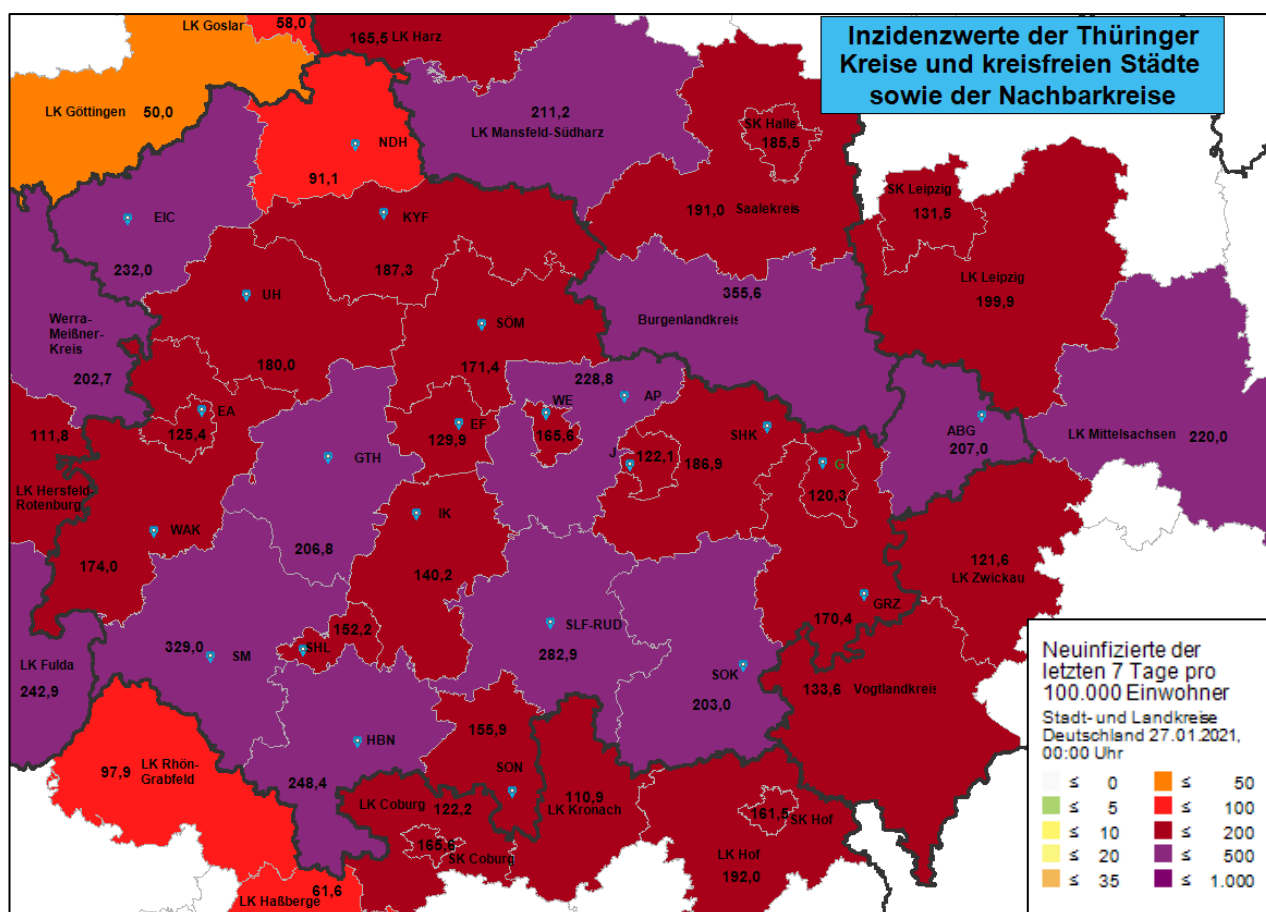 Inzidenzwerte der Thüringer
Kreise und kreisfreien Städte
sowie der Nachbarkreise
LK Goslar
58,0
165,5 LK Harz
LK Göttingen 50,0
211,2
LK Mansfeld-Südharz
SK Halle
185,5
NDH
91,1
EIC
232,0
KYF
187,3
191,0 Saalekreis
SK Leipzig
131,5
LK Leipzig
199,9
UH
180,0
Werra-
Meißner-
Kreis
202,7
SÖM
171,4
355,6
Burgenlandkreis
228,8
AP
WE
165,6
EA
125,4
EF
129,9
111,8
LK Hersfeld-
Rotenburg
GTH
206,8
J
122,1
SHK
186,9
G
120,3
ABG
207,0
LK Mittelsachsen 220,0
WAK
174,0
IK
140,2
121,6
LK Zwickau
GRZ
170,4
SLF-RUD
282,9
SOK
203,0
152,2
SHL
329,0
SM
LK Fulda
242,9
133,6 Vogtlandkreis
HBN
248,4
155,9
SON
97,9 LK Rhön-
Grabfeld
LK Coburg 122,2
165,6
SK Coburg
110,9
LK Kronach
161,5
SK Hof
LK Hof
192,0
61,6
LK Haßberge
Neuinfizierte der
letzten 7 Tage pro
100.000 Einwohner
Stadt- und Landkreise
Deutschland 27.01.2021,
00:00 Uhr
≤ 0 ≤ 50
≤ 5 ≤ 100
≤ 10 ≤ 200
≤ 20 ≤ 500
≤ 35 ≤ 1.000